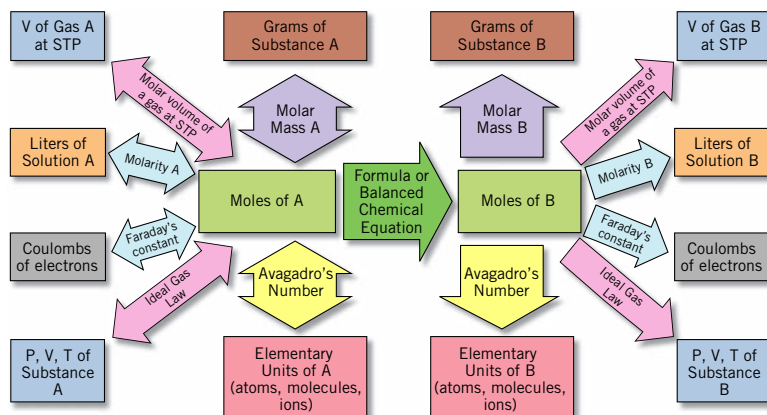 V of Gas A
at STP
Grams of
Substance A
Grams of
Substance B
V of Gas B
at STP
Molar volume of
a gas at STP
Molar
Mass A
Molar
Mass B
Molar volume of
a gas at STP
Liters of
Solution A
Molarity A
Moles of A
Formula or
Balanced
Chemical
Equation
Moles of B
Molarity B
Liters of
Solution B
Coulombs
of electrons
Faraday's
constant
Faraday's
constant
Coulombs
of electrons
Ideal Gas
Law
Avagadro's
Number
Avagadro's
Number
Ideal Gas
Law
P, V, T of
Substance
A
Elementary
Units of A
(atoms, molecules,
ions)
Elementary
Units of B
(atoms, molecules,
ions)
P, V, T of
Substance
B